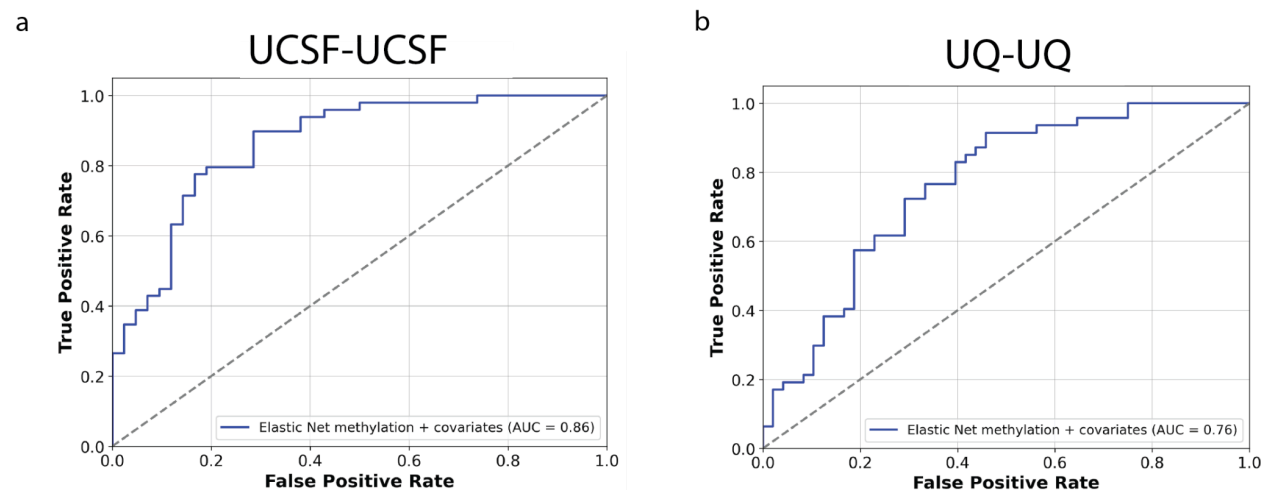 a
UCSF-UCSF
1.0
0.8
0.6
0.4
0.2
0.0
True Positive Rate
0.0 0.2 0.4 0.6 0.8 1.0
False Positive Rate
Elastic Net methylation + covariates (AUC = 0.86)
b
UQ-UQ
1.0
0.8
0.6
0.4
0.2
0.0
True Positive Rate
0.0 0.2 0.4 0.6 0.8 1.0
False Positive Rate
Elastic Net methylation + covariates (AUC = 0.76)